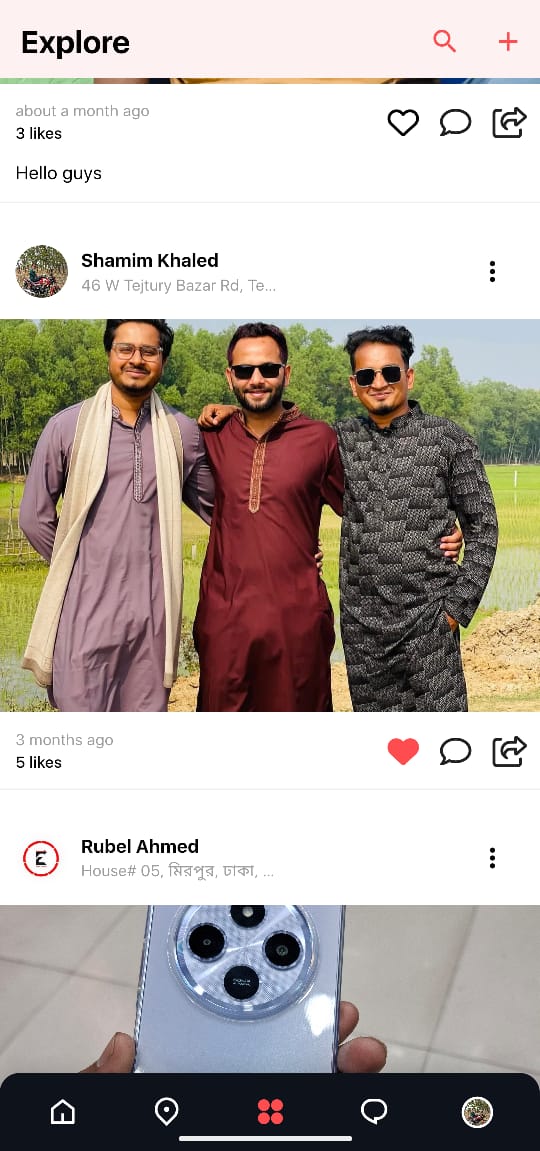 Explore
about a month ago
3 likes
Hello guys
Shamim Khaled
46 W Tejtury Bazar Rd, Te...
3 months ago
5 likes
Rubel Ahmed
House# 05, মিরপুর, ঢাকা, ...